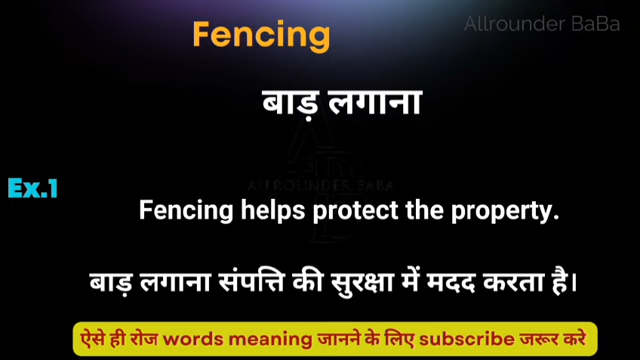 Allrounder BaBa
Fencing
बाड़ लगाना
ALLROUNDER BABA
Ex.1
Fencing helps protect the property.
बाड़ लगाना संपत्ति की सुरक्षा में मदद करता है।
ऐसे ही रोज words meaning जानने के लिए subscribe जरूर करे